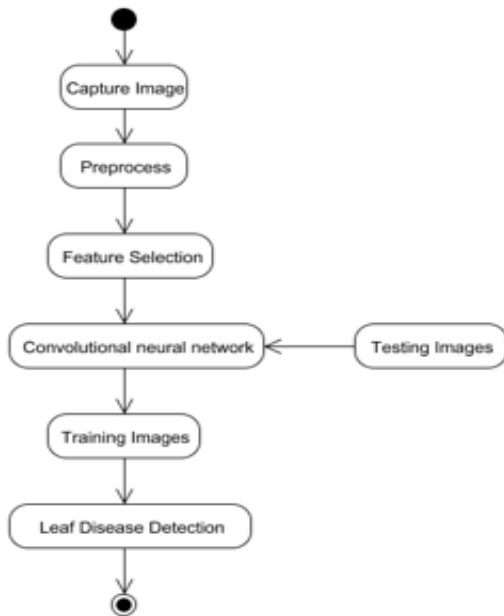 Capture Image
Preprocess
Feature Selection
Convolutional neural network
Testing Images
Training Images
Leaf Disease Detection